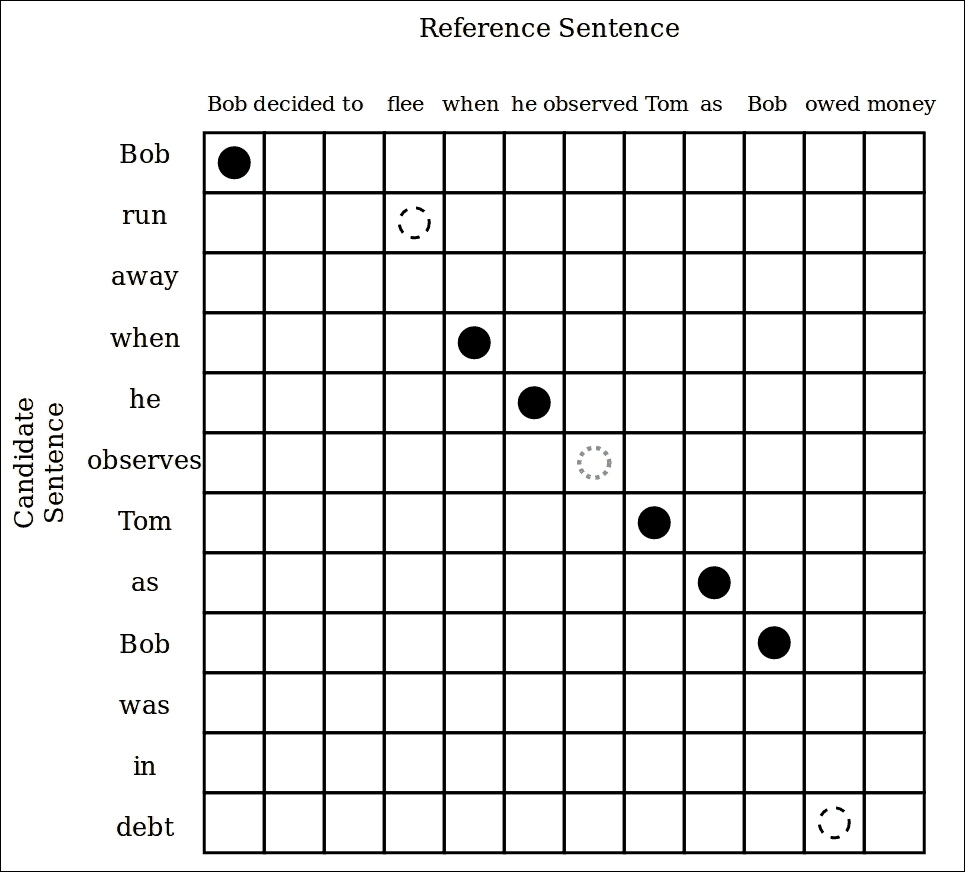 Reference Sentence
Bob decided to flee when he observed Tom as Bob owed money
Bob
run
away
when
he
observes
Tom
as
Bob
was
in
debt
Candidate
Sentence